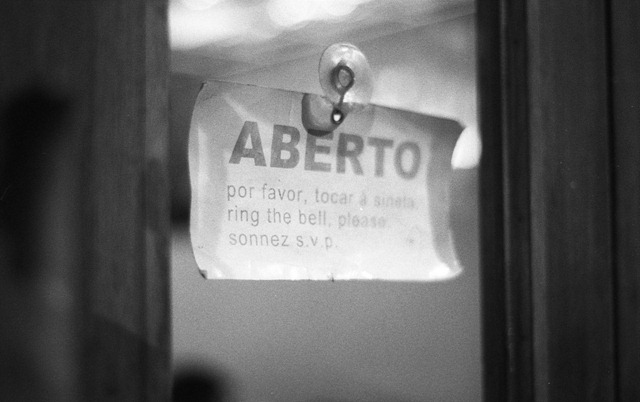 ABERTO
por favor, tocar à sineta
ring the bell, please
sonnez s.v.p.